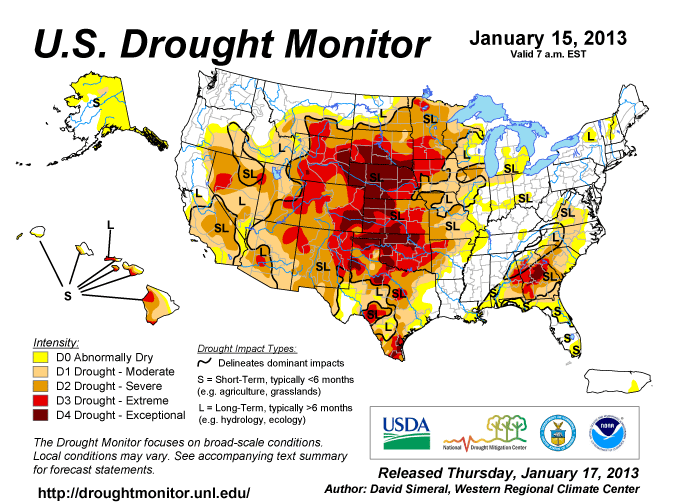 U.S. Drought Monitor
January 15, 2013
Valid 7 a.m. EST
S
L
SL
L
SL
L
SL
SL
L
L
SL
SL
L
SL
L
SL
SL
SL
L
SL
SL
L
SL
L
SL
L
S
S
S
S
S
L
S
Intensity:
D0 Abnormally Dry
D1 Drought - Moderate
D2 Drought - Severe
D3 Drought - Extreme
D4 Drought - Exceptional
Drought Impact Types:
Delineates dominant impacts
S = Short-Term, typically <6 months
(e.g. agriculture, grasslands)
L = Long-Term, typically >6 months
(e.g. hydrology, ecology)
The Drought Monitor focuses on broad-scale conditions.
Local conditions may vary. See accompanying text summary
for forecast statements.
http://droughtmonitor.unl.edu/
USDA
National Drought Mitigation Center
NOAA
Released Thursday, January 17, 2013
Author: David Simeral, Western Regional Climate Center